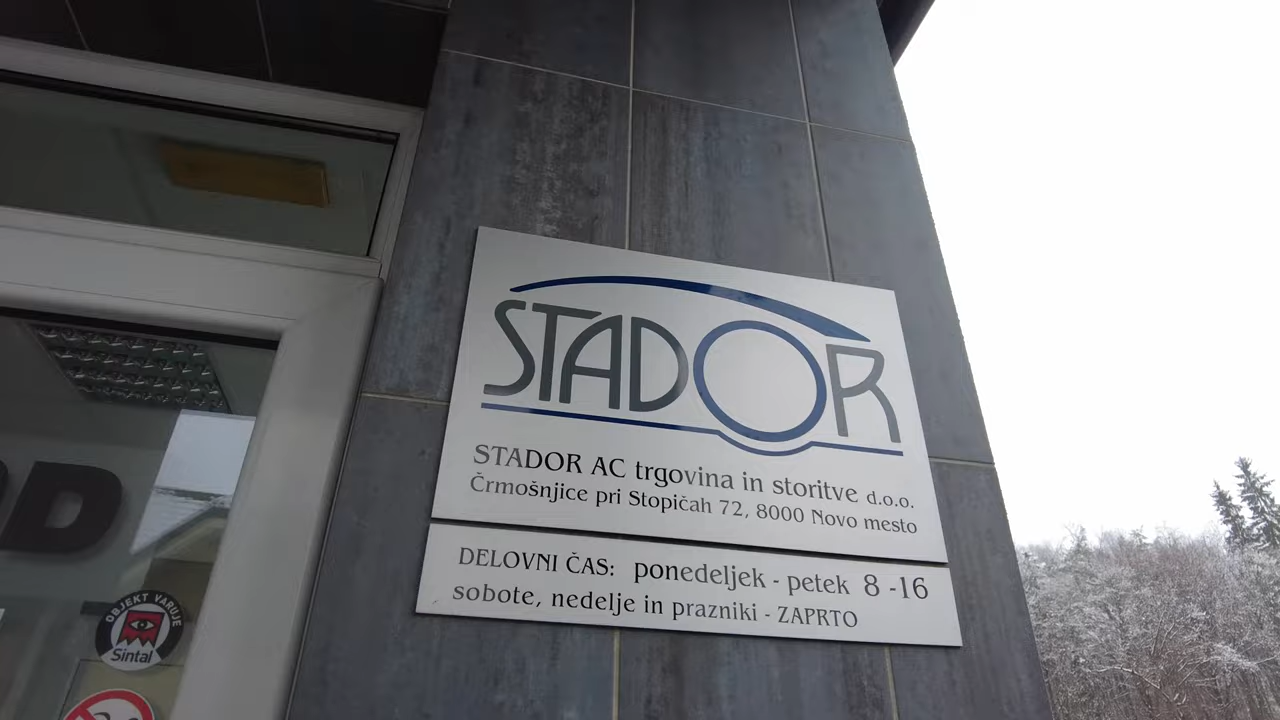 STADOR
STADOR AC trgovina in storitve d.o.o.
Črmošnjice pri Stopičah 72, 8000 Novo mesto
DELOVNI ČAS: ponedeljek - petek 8 -16
sobote, nedelje in prazniki - ZAPRTO
OBJEKT VARUJE
Sintal